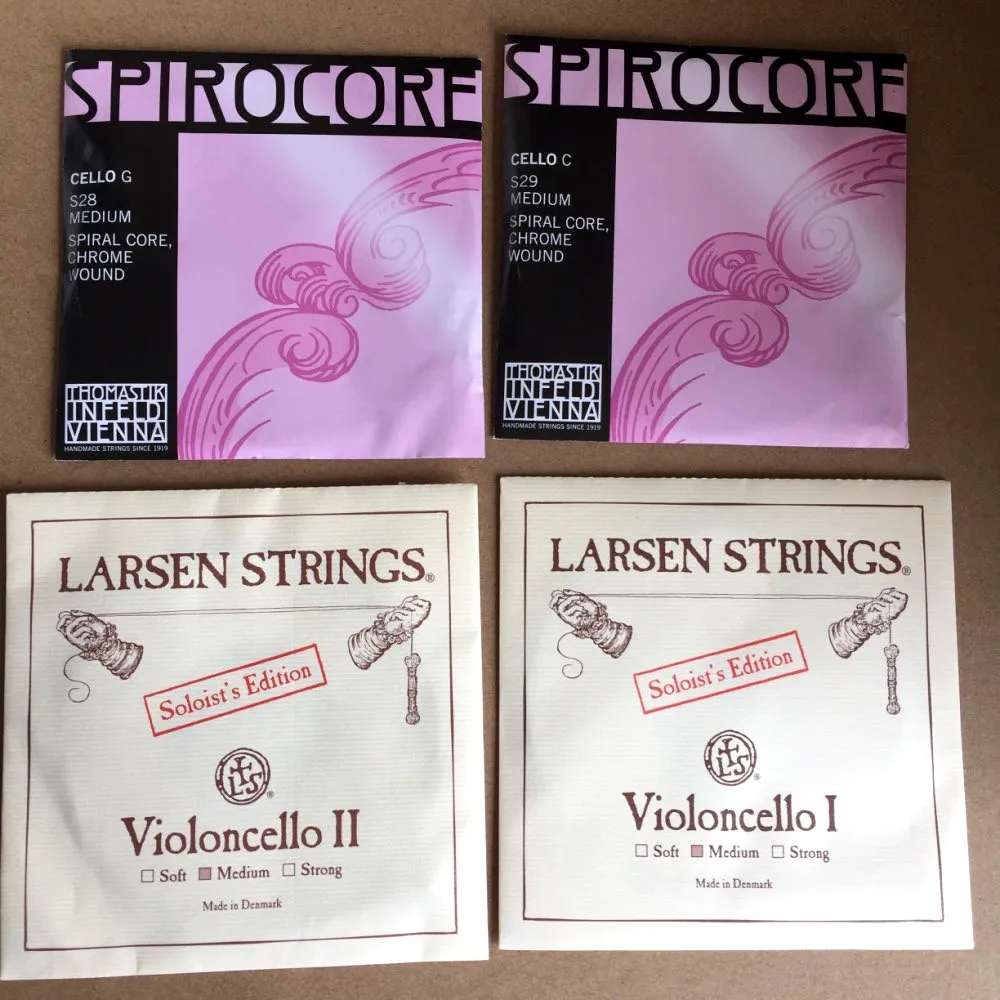 SPIROCORE
CELLO G
S28
MEDIUM
SPIRAL CORE,
CHROME
WOUND
THOMASTIK
INFELD
VIENNA
HANDMADE STRINGS SINCE 1919
SPIROCORE
CELLO C
S29
MEDIUM
SPIRAL CORE,
CHROME
WOUND
THOMASTIK
INFELD
VIENNA
HANDMADE STRINGS SINCE 1919
LARSEN STRINGS®
Soloist's Edition
LS®
Violoncello II
☐ Soft ■ Medium ☐ Strong
Made in Denmark
LARSEN STRINGS®
Soloist's Edition
LS®
Violoncello I
☐ Soft ■ Medium ☐ Strong
Made in Denmark